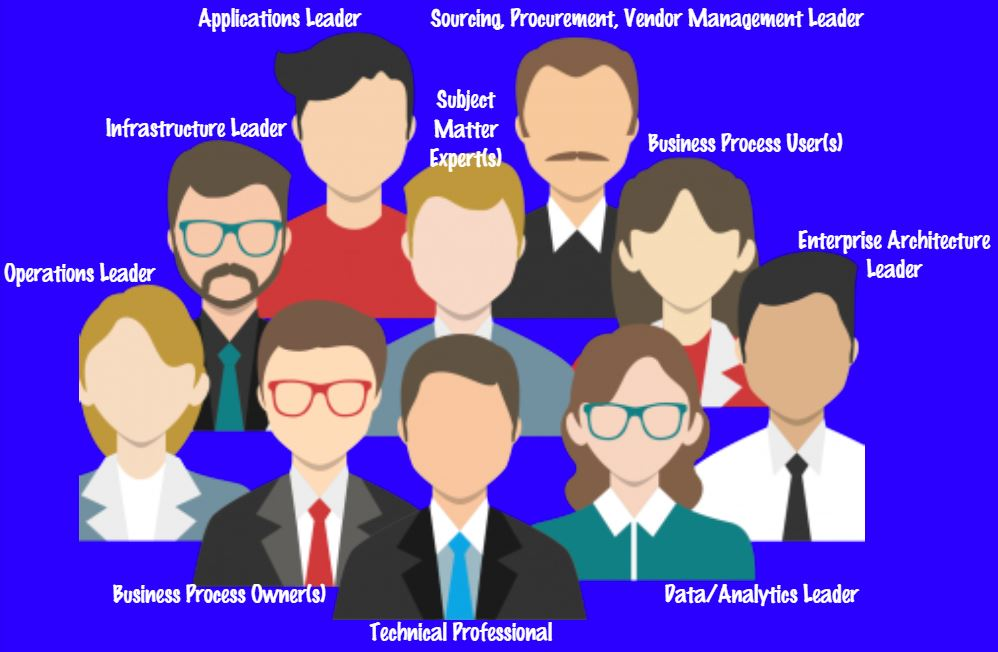 Applications Leader
Sourcing, Procurement, Vendor Management Leader
Subject
Matter
Expert(s)
Infrastructure Leader
Business Process User(s)
Enterprise Architecture
Leader
Operations Leader
Business Process Owner(s)
Data/Analytics Leader
Technical Professional